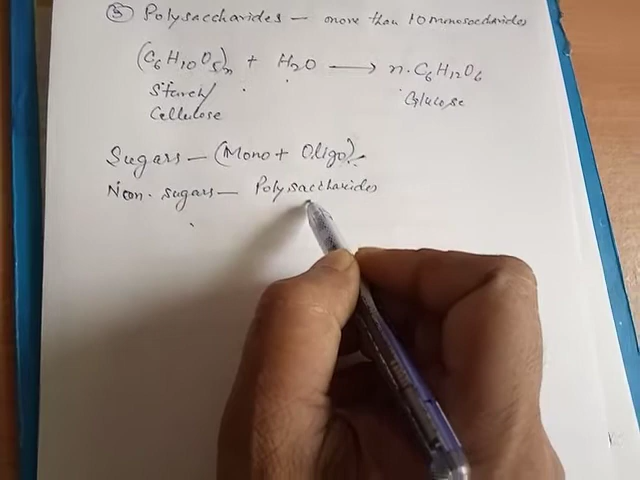 ③ Polysaccharides — more than 10 monosaccharides
(C6H10O5)n + H2O ⟶ n. C6H12O6
Starch/ Glucose
Cellulose
Sugars — (Mono + Oligo)
Non. sugars — Polysaccharides